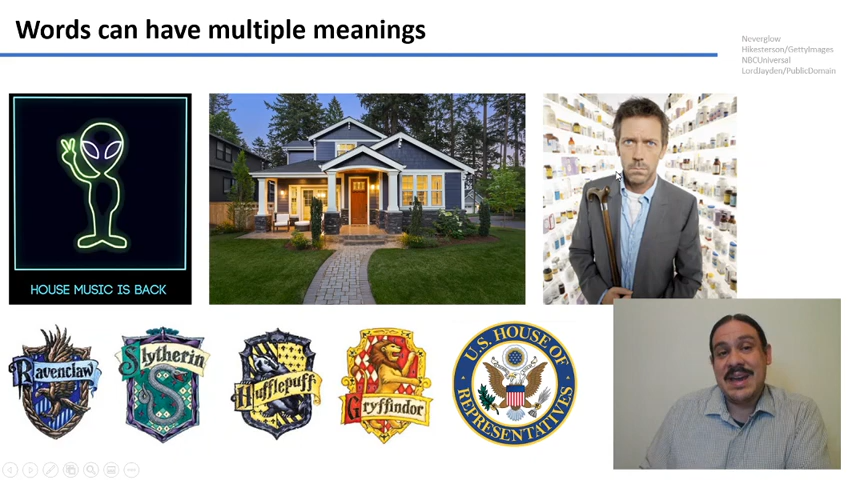 Words can have multiple meanings
Neverglow
Hikesterson/GettyImages
NBCUniversal
LordJayden/PublicDomain
HOUSE MUSIC IS BACK
Ravenclaw
Slytherin
Hufflepuff
Gryffindor
U.S. HOUSE OF
REPRESENTATIVES